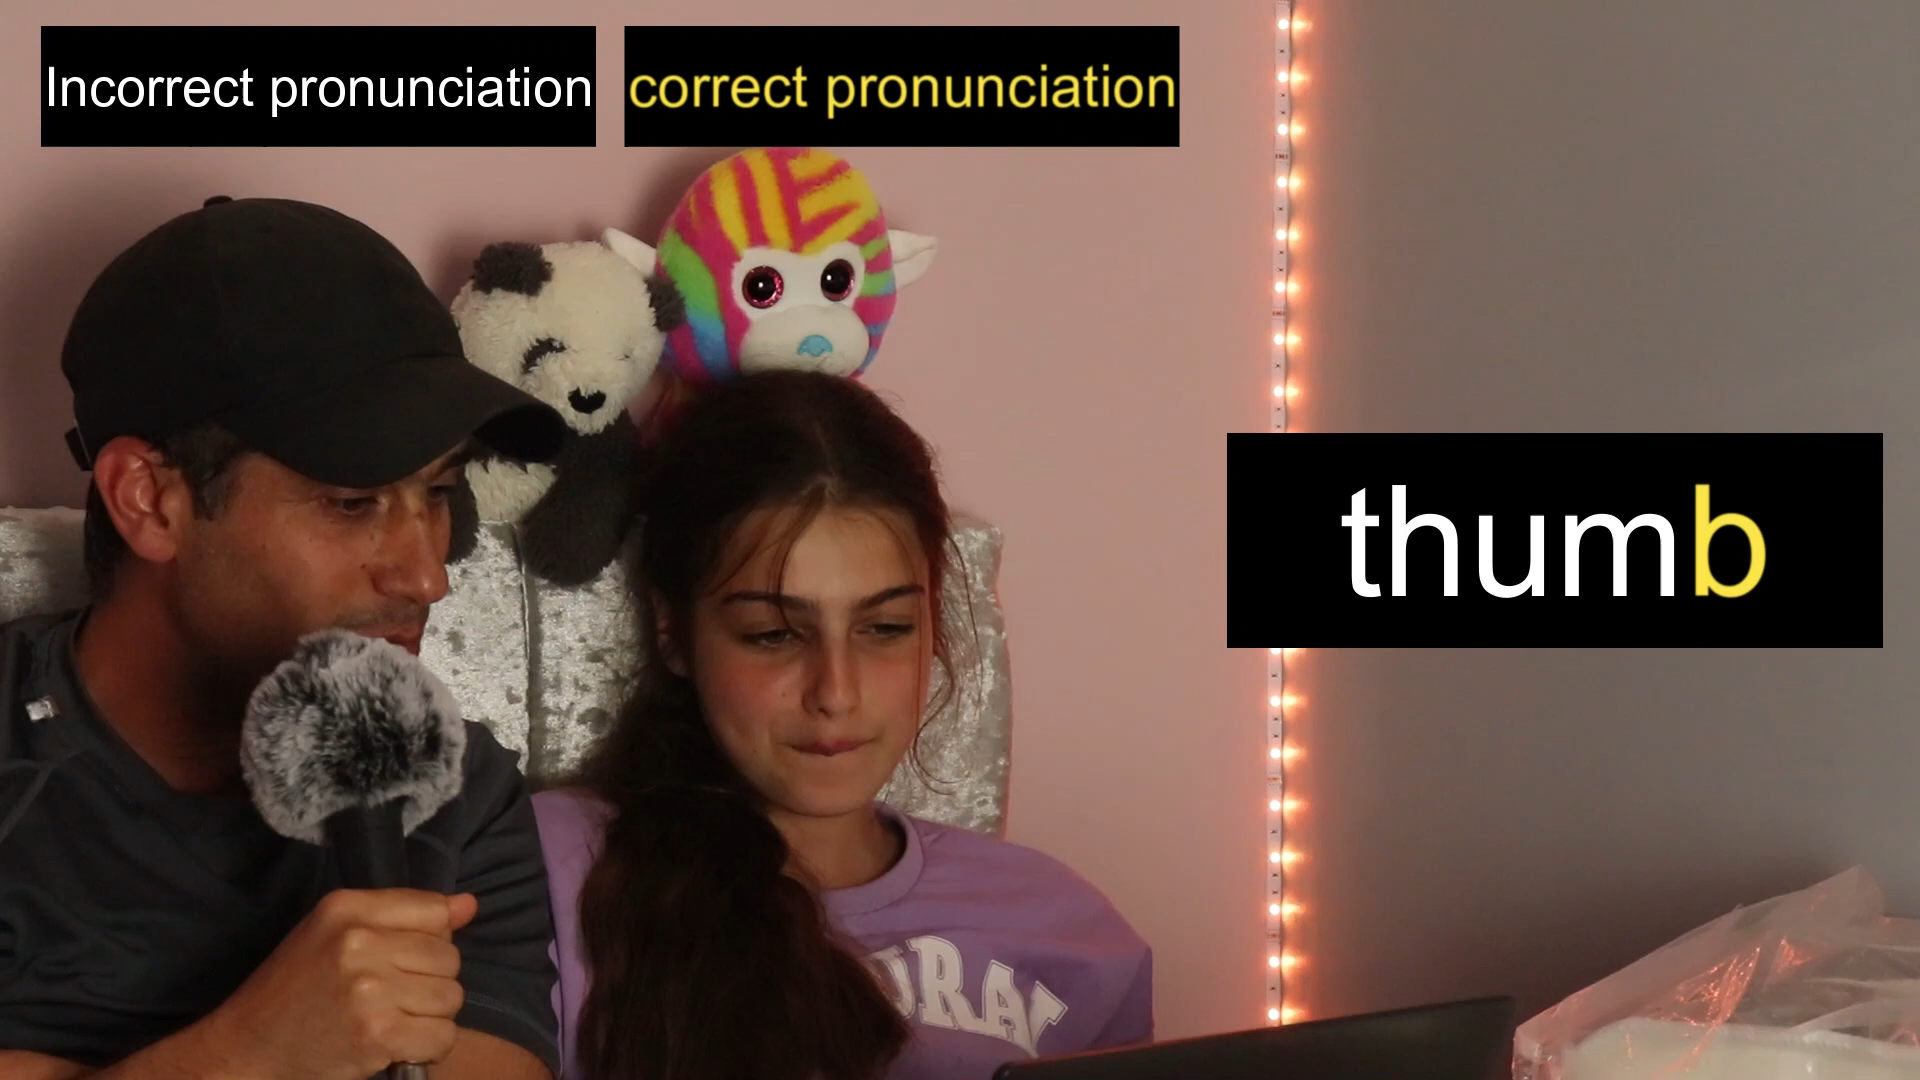 Incorrect pronunciation
correct pronunciation
thumb